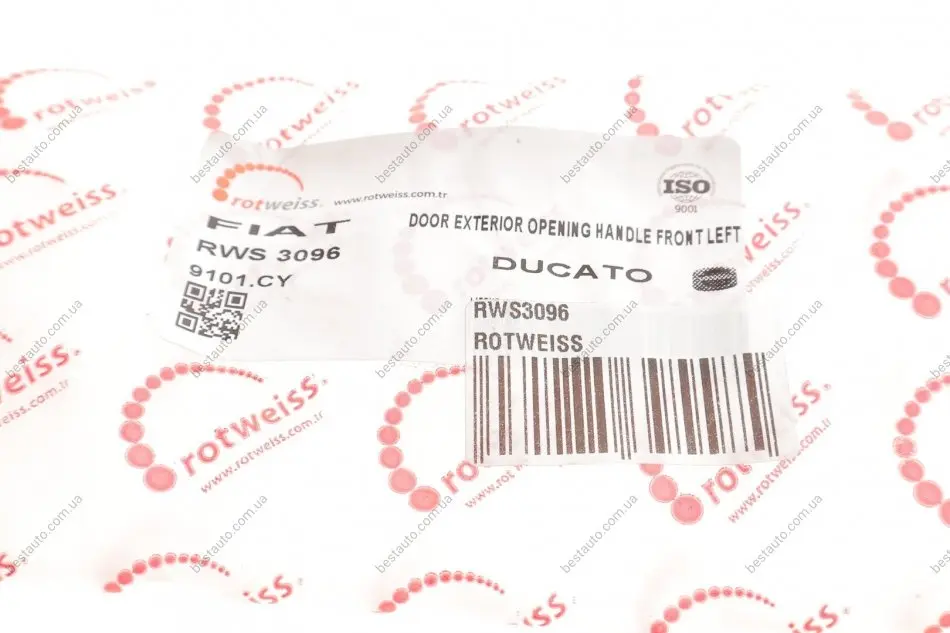 rotweiss.
www.rotweiss.com.tr
ISO
9001
FIAT
DOOR EXTERIOR OPENING HANDLE FRONT LEFT
RWS 3096
DUCATO
9101.CY
RWS3096
ROTWEISS
rotweiss.
www.rotweiss.com.tr
bestauto.com.ua